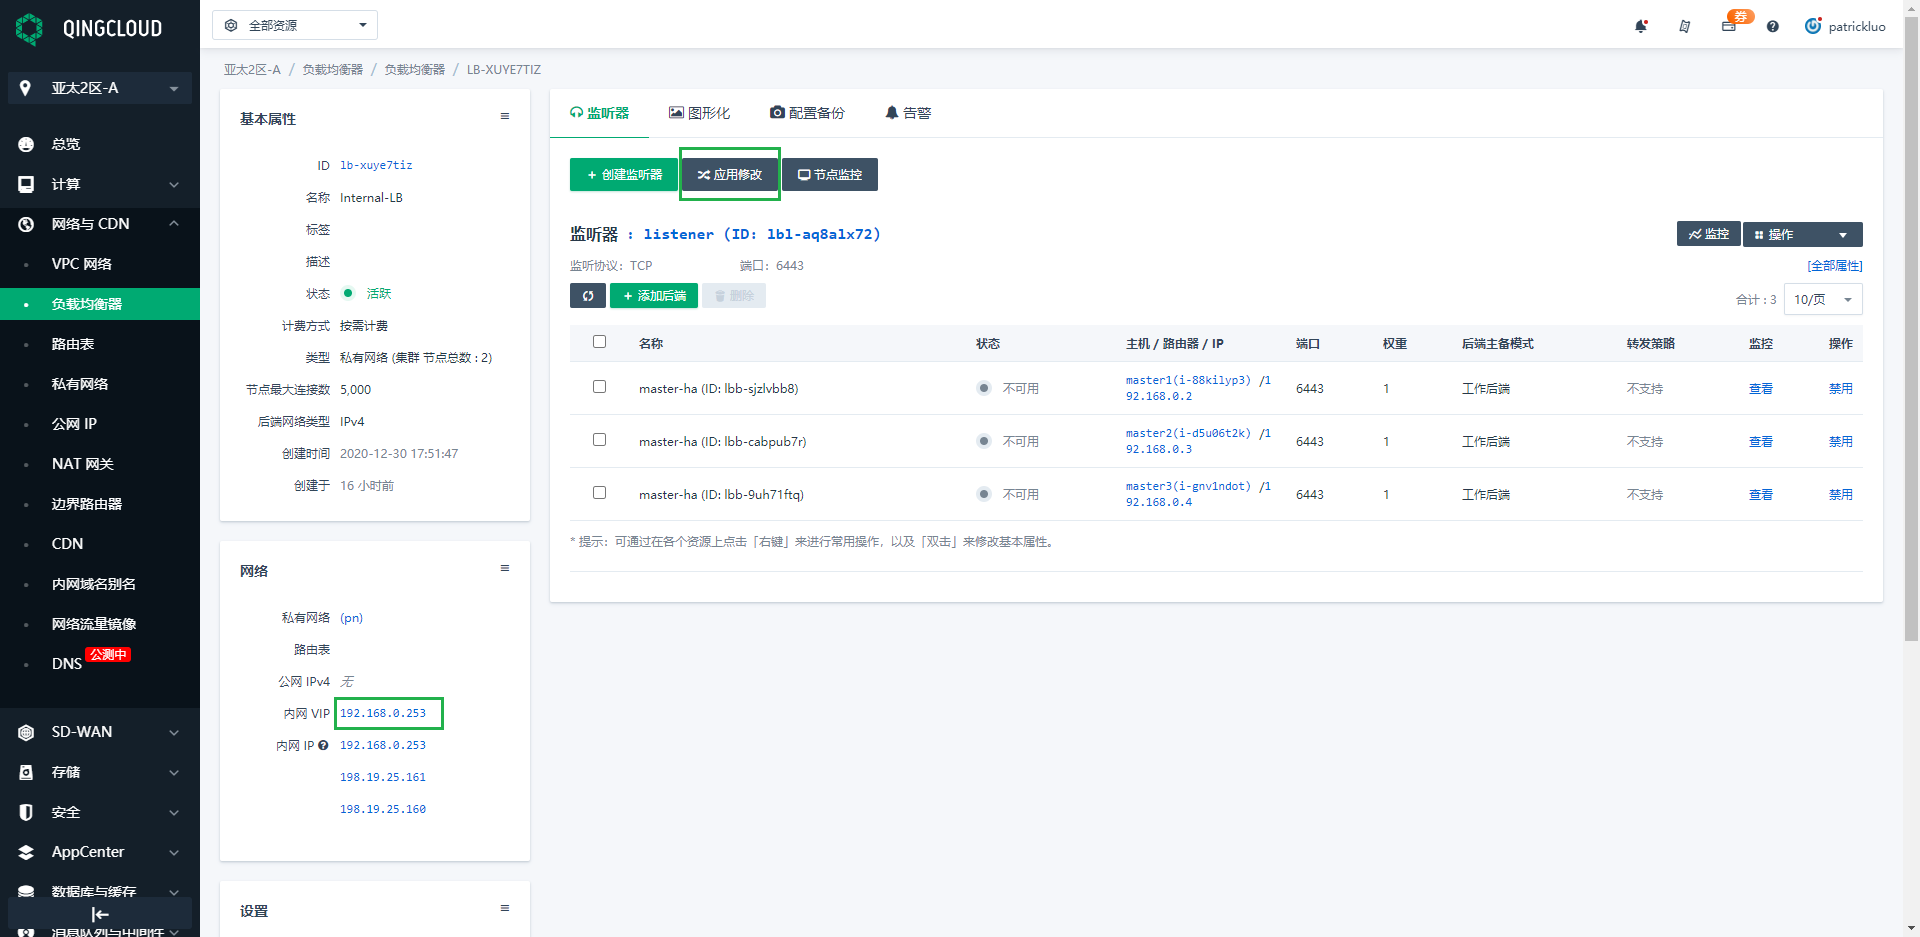 QINGCLOUD
全部资源
券
patrickluo
亚太2区-A
总览
计算
网络与 CDN
VPC 网络
负载均衡器
路由表
私有网络
公网 IP
NAT 网关
边界路由器
CDN
内网域名别名
网络流量镜像
DNS 公测中
SD-WAN
存储
安全
AppCenter
数据库与缓存
消息队列与中间件
亚太2区-A / 负载均衡器 / 负载均衡器 / LB-XUYE7TIZ
基本属性
ID lb-xuye7tiz
名称 Internal-LB
标签
描述
状态 活跃
计费方式 按需计费
类型 私有网络 (集群 节点总数 : 2)
节点最大连接数 5,000
后端网络类型 IPv4
创建时间 2020-12-30 17:51:47
创建于 16 小时前
网络
私有网络 (pn)
路由表
公网 IPv4 无
内网 VIP 192.168.0.253
内网 IP 192.168.0.253
198.19.25.161
198.19.25.160
设置
监听器 图形化 配置备份 告警
+ 创建监听器 应用修改 节点监控
监听器 : listener (ID: lbl-aq8alx72)
监控 操作
监听协议: TCP 端口: 6443
[全部属性]
+ 添加后端 删除
合计 : 3 10/页
名称 状态 主机 / 路由器 / IP 端口 权重 后端主备模式 转发策略 监控 操作
master-ha (ID: lbb-sjzlvbb8) 不可用 master1(i-88kilyp3) /1
92.168.0.2 6443 1 工作后端 不支持 查看 禁用
master-ha (ID: lbb-cabpub7r) 不可用 master2(i-d5u06t2k) /1
92.168.0.3 6443 1 工作后端 不支持 查看 禁用
master-ha (ID: lbb-9uh71ftq) 不可用 master3(i-gnv1ndot) /1
92.168.0.4 6443 1 工作后端 不支持 查看 禁用
* 提示: 可通过在各个资源上点击「右键」来进行常用操作, 以及「双击」来修改基本属性。